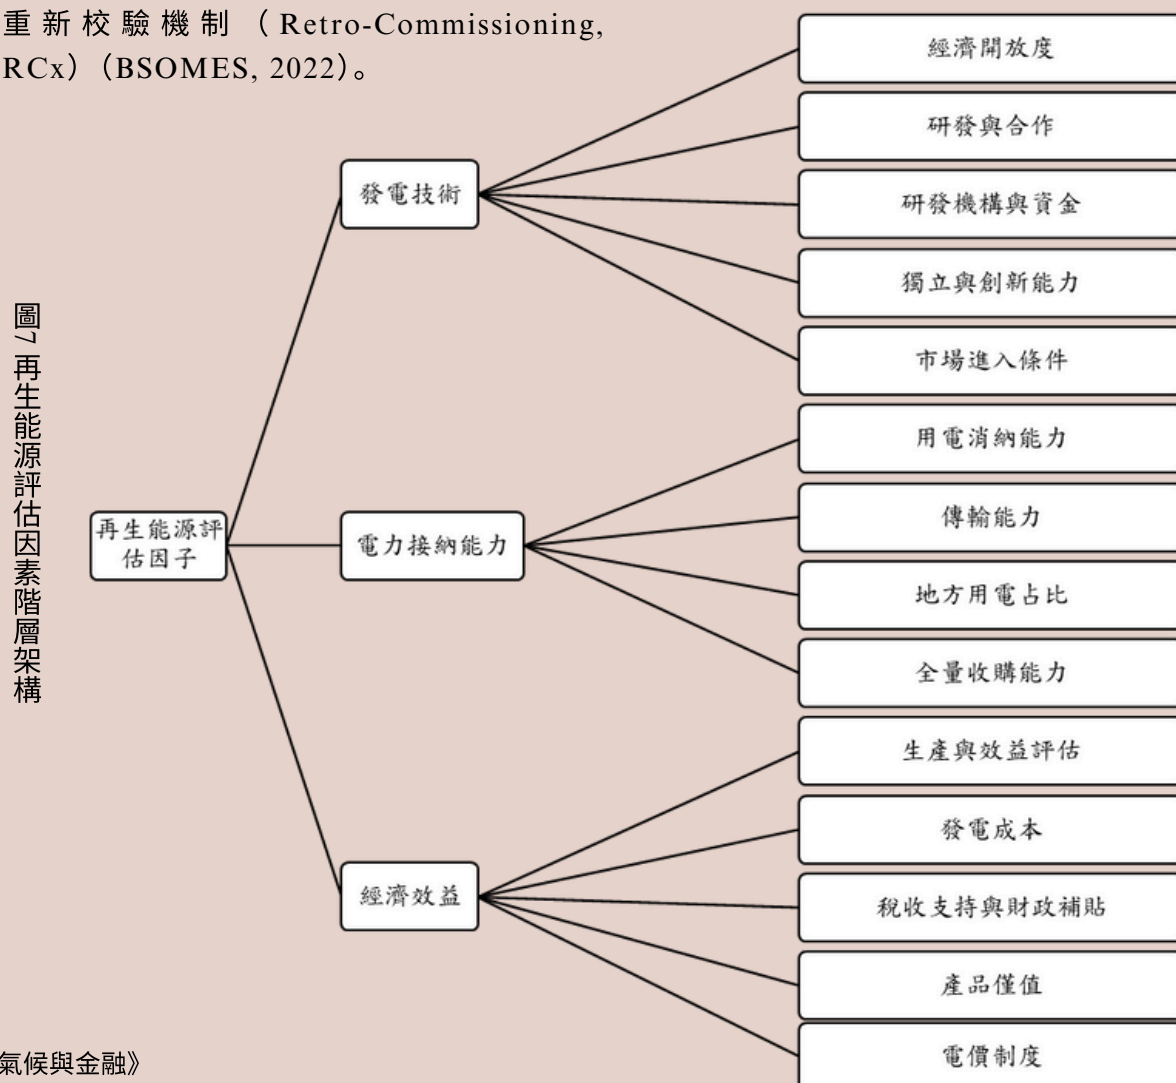 重新校驗機制（Retro-Commissioning,
RCx）（BSOMES, 2022）。
圖7 再生能源評估因素階層架構
再生能源評
估因子
發電技術
經濟開放度
研發與合作
研發機構與資金
獨立與創新能力
市場進入條件
電力接納能力
用電消納能力
傳輸能力
地方用電占比
全量收購能力
經濟效益
生產與效益評估
發電成本
稅收支持與財政補貼
產品僅值
電價制度
氣候與金融》